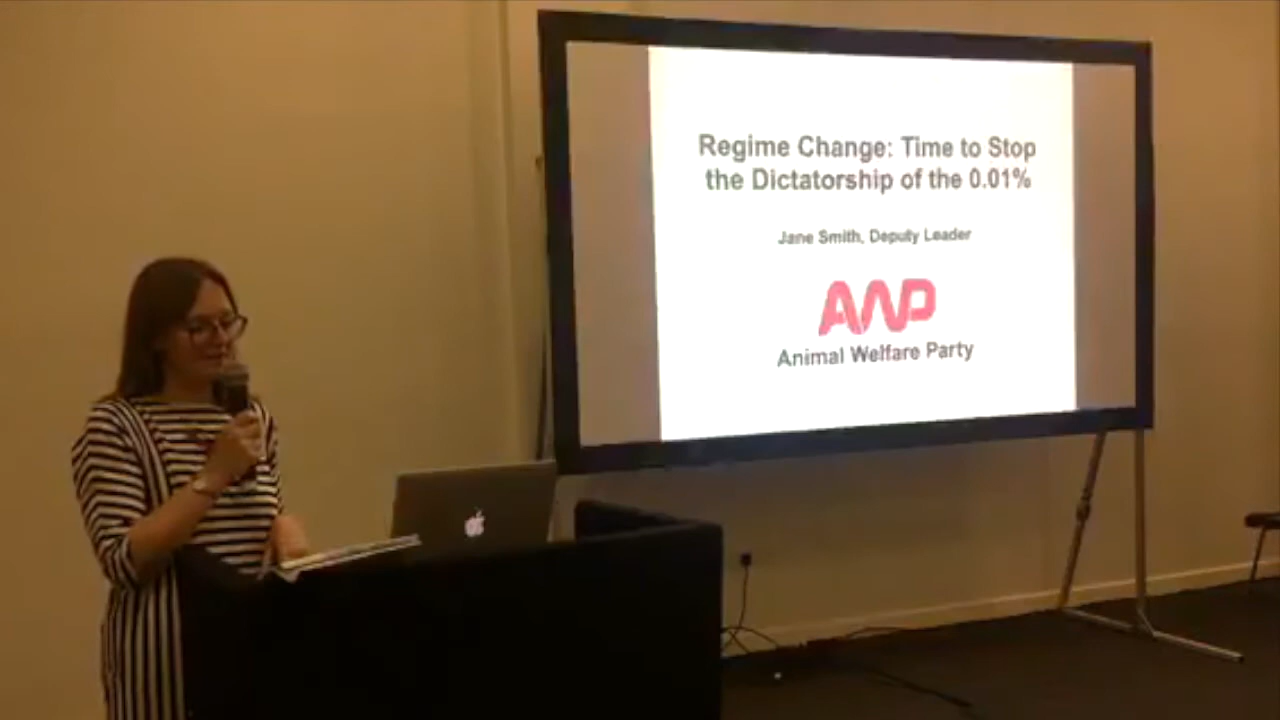 Regime Change: Time to Stop
the Dictatorship of the 0.01%
Jane Smith, Deputy Leader
AWP
Animal Welfare Party